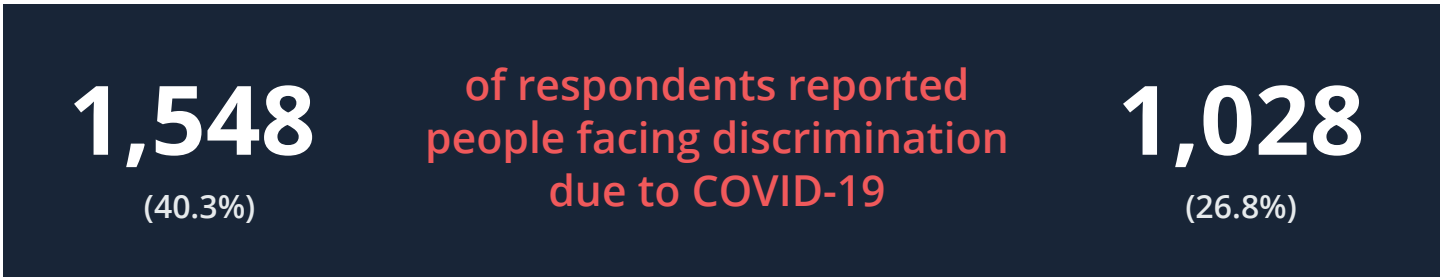 1,548
(40.3%)
of respondents reported
people facing discrimination
due to COVID-19
1,028
(26.8%)